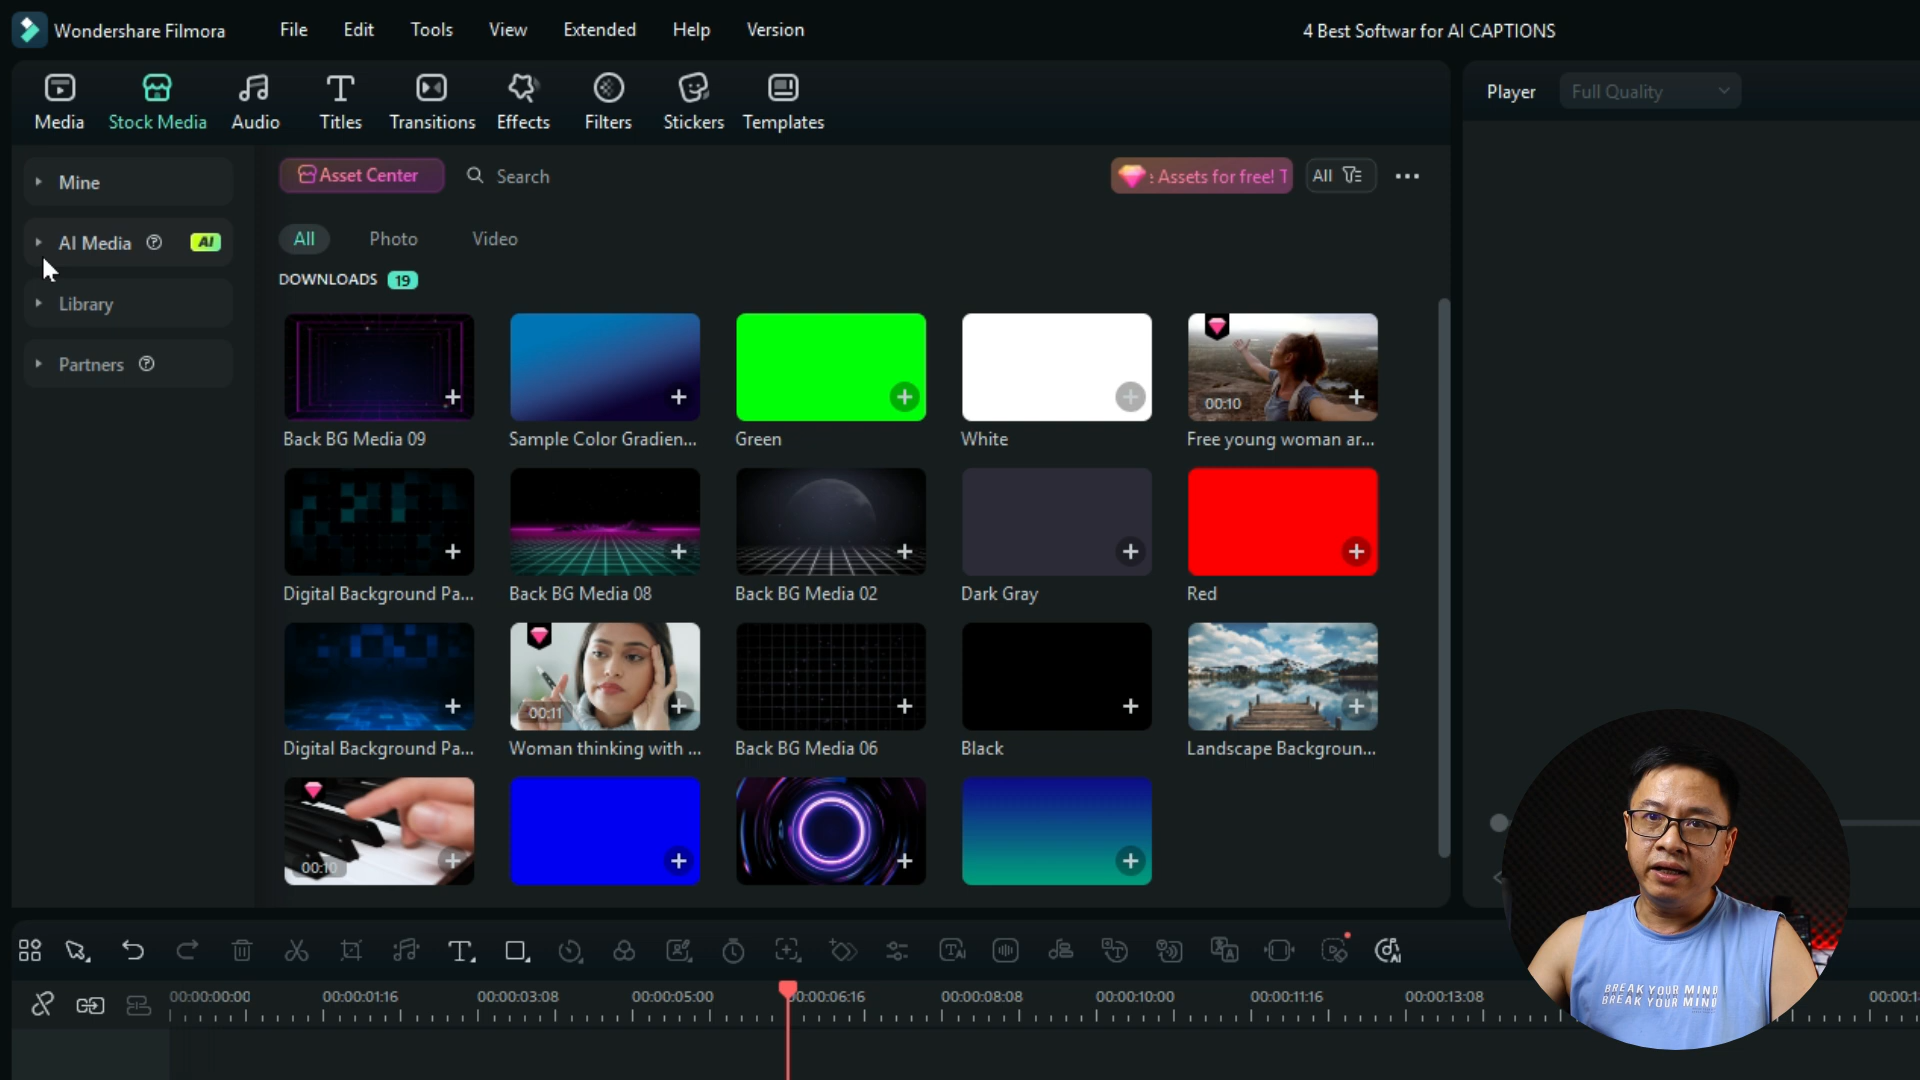 Wondershare Filmora
File
Edit
Tools
View
Extended
Help
Version
4 Best Softwar for AI CAPTIONS
Media
Stock Media
Audio
Titles
Transitions
Effects
Filters
Stickers
Templates
Player
Full Quality
Mine
AI Media
AI
Library
Partners
Asset Center
Search
: Assets for free! T
All
All
Photo
Video
DOWNLOADS 19
00:10
Back BG Media 09
Sample Color Gradien...
Green
White
Free young woman ar...
Digital Background Pa...
Back BG Media 08
Back BG Media 02
Dark Gray
Red
00:11
Digital Background Pa...
Woman thinking with ...
Back BG Media 06
Black
Landscape Backgroun...
00:10
00:00:00:00
00:00:01:16
00:00:03:08
00:00:05:00
00:00:06:16
00:00:08:08
00:00:10:00
00:00:11:16
00:00:13:08
00:00:1
BREAK YOUR MIND
BREAK YOUR MIND